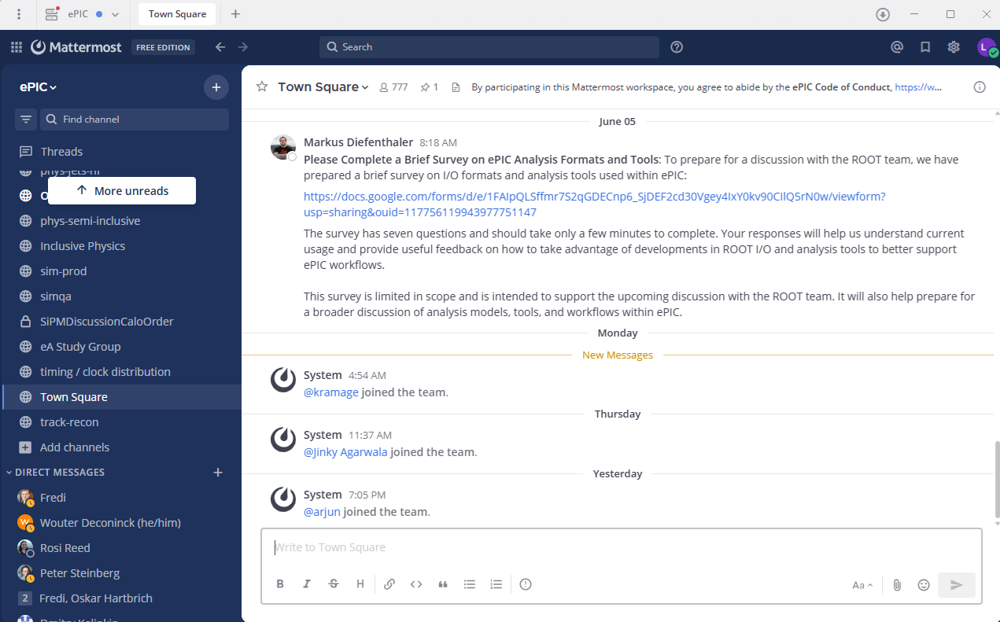 ePIC
Town Square
Mattermost
FREE EDITION
Search
L
ePIC
Find channel
Threads
phys-jets-hf
More unreads
phys-semi-inclusive
Inclusive Physics
sim-prod
simqa
SiPMDiscussionCaloOrder
eA Study Group
timing / clock distribution
Town Square
track-recon
Add channels
DIRECT MESSAGES
Fredi
W Wouter Deconinck (he/him)
Rosi Reed
Peter Steinberg
2 Fredi, Oskar Hartbrich
Dmitry Kalinkin
Town Square 777 1 By participating in this Mattermost workspace, you agree to abide by the ePIC Code of Conduct, https://w...
June 05
Markus Diefenthaler 8:18 AM
Please Complete a Brief Survey on ePIC Analysis Formats and Tools: To prepare for a discussion with the ROOT team, we have
prepared a brief survey on I/O formats and analysis tools used within ePIC:
https://docs.google.com/forms/d/e/1FAIpQLSffmr7S2qGDECnp6_SjDEF2cd30Vgey4IxY0kv90CIlQ5rN0w/viewform?
usp=sharing&ouid=117756119943977751147
The survey has seven questions and should take only a few minutes to complete. Your responses will help us understand current
usage and provide useful feedback on how to take advantage of developments in ROOT I/O and analysis tools to better support
ePIC workflows.
This survey is limited in scope and is intended to support the upcoming discussion with the ROOT team. It will also help prepare for
a broader discussion of analysis models, tools, and workflows within ePIC.
Monday
New Messages
System 4:54 AM
@kramage joined the team.
Thursday
System 11:37 AM
@Jinky Agarwala joined the team.
Yesterday
System 7:05 PM
@arjun joined the team.
Write to Town Square
B I S H
Aa